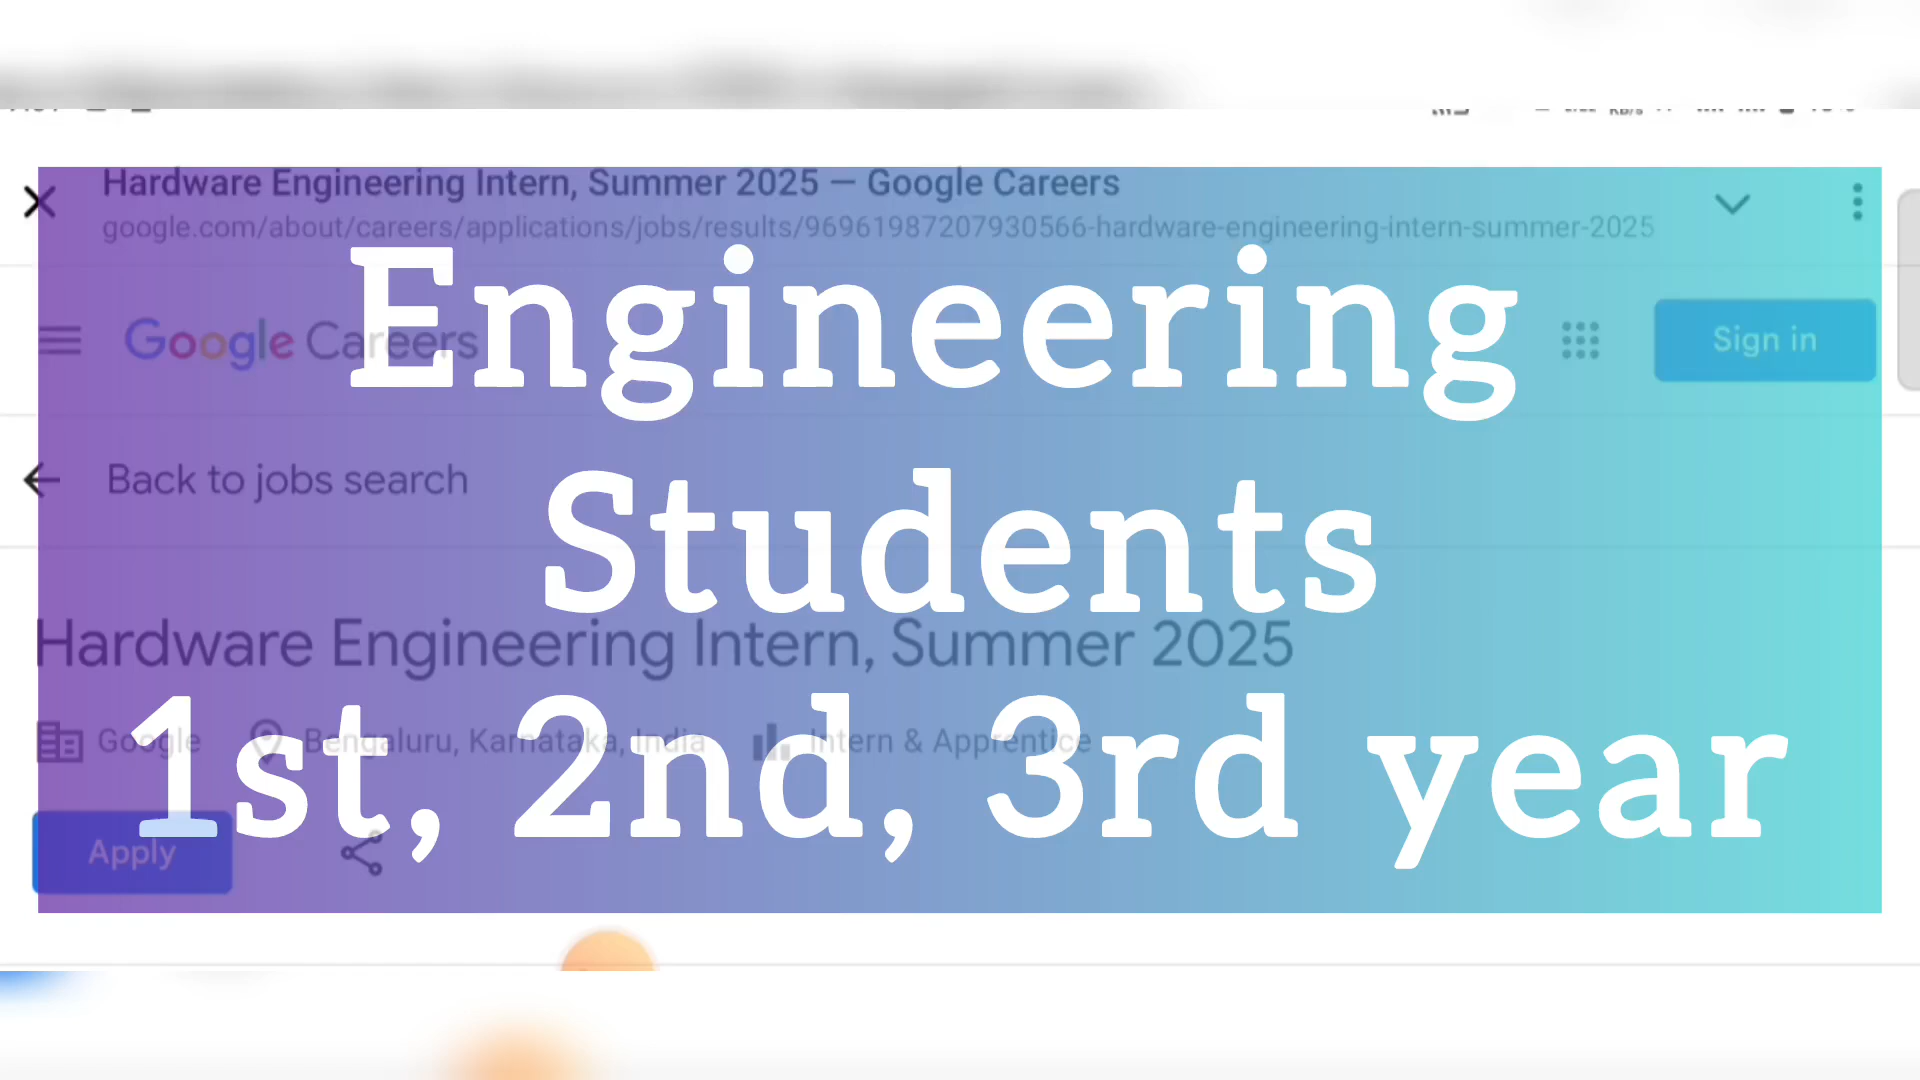 Hardware Engineering Intern, Summer 2025 — Google Careers
google.com/about/careers/applications/jobs/results/96961987207930566-hardware-engineering-intern-summer-2025
Google Careers
Sign in
Engineering
Back to jobs search
Students
Hardware Engineering Intern, Summer 2025
Google Bengaluru, Karnataka, India Intern & Apprentice
1st, 2nd, 3rd year
Apply